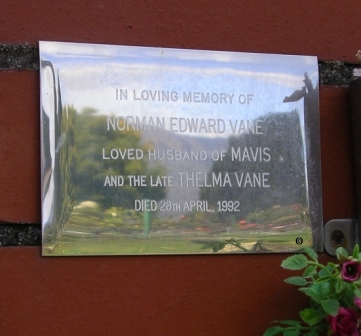 IN LOVING MEMORY OF
NORMAN EDWARD VANE
LOVED HUSBAND OF MAVIS
AND THE LATE THELMA VANE
DIED 28TH APRIL, 1992